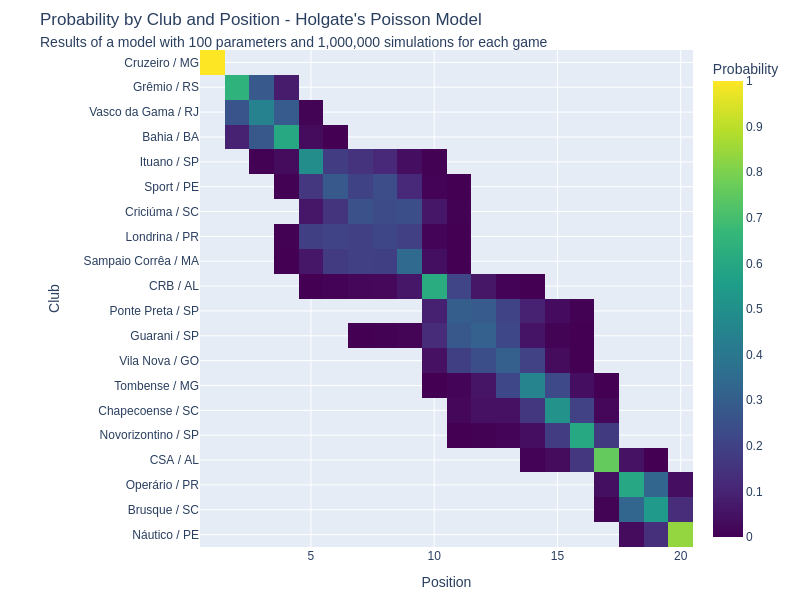 Probability by Club and Position - Holgate's Poisson Model
Results of a model with 100 parameters and 1,000,000 simulations for each game
Probability
Cruzeiro / MG
Grêmio / RS
Vasco da Gama / RJ
Bahia / BA
Ituano / SP
Sport / PE
Criciúma / SC
Londrina / PR
Sampaio Corrêa / MA
CRB / AL
Ponte Preta / SP
Guarani / SP
Vila Nova / GO
Tombense / MG
Chapecoense / SC
Novorizontino / SP
CSA / AL
Operário / PR
Brusque / SC
Náutico / PE
Club
5
10
15
20
Position
1
0.9
0.8
0.7
0.6
0.5
0.4
0.3
0.2
0.1
0